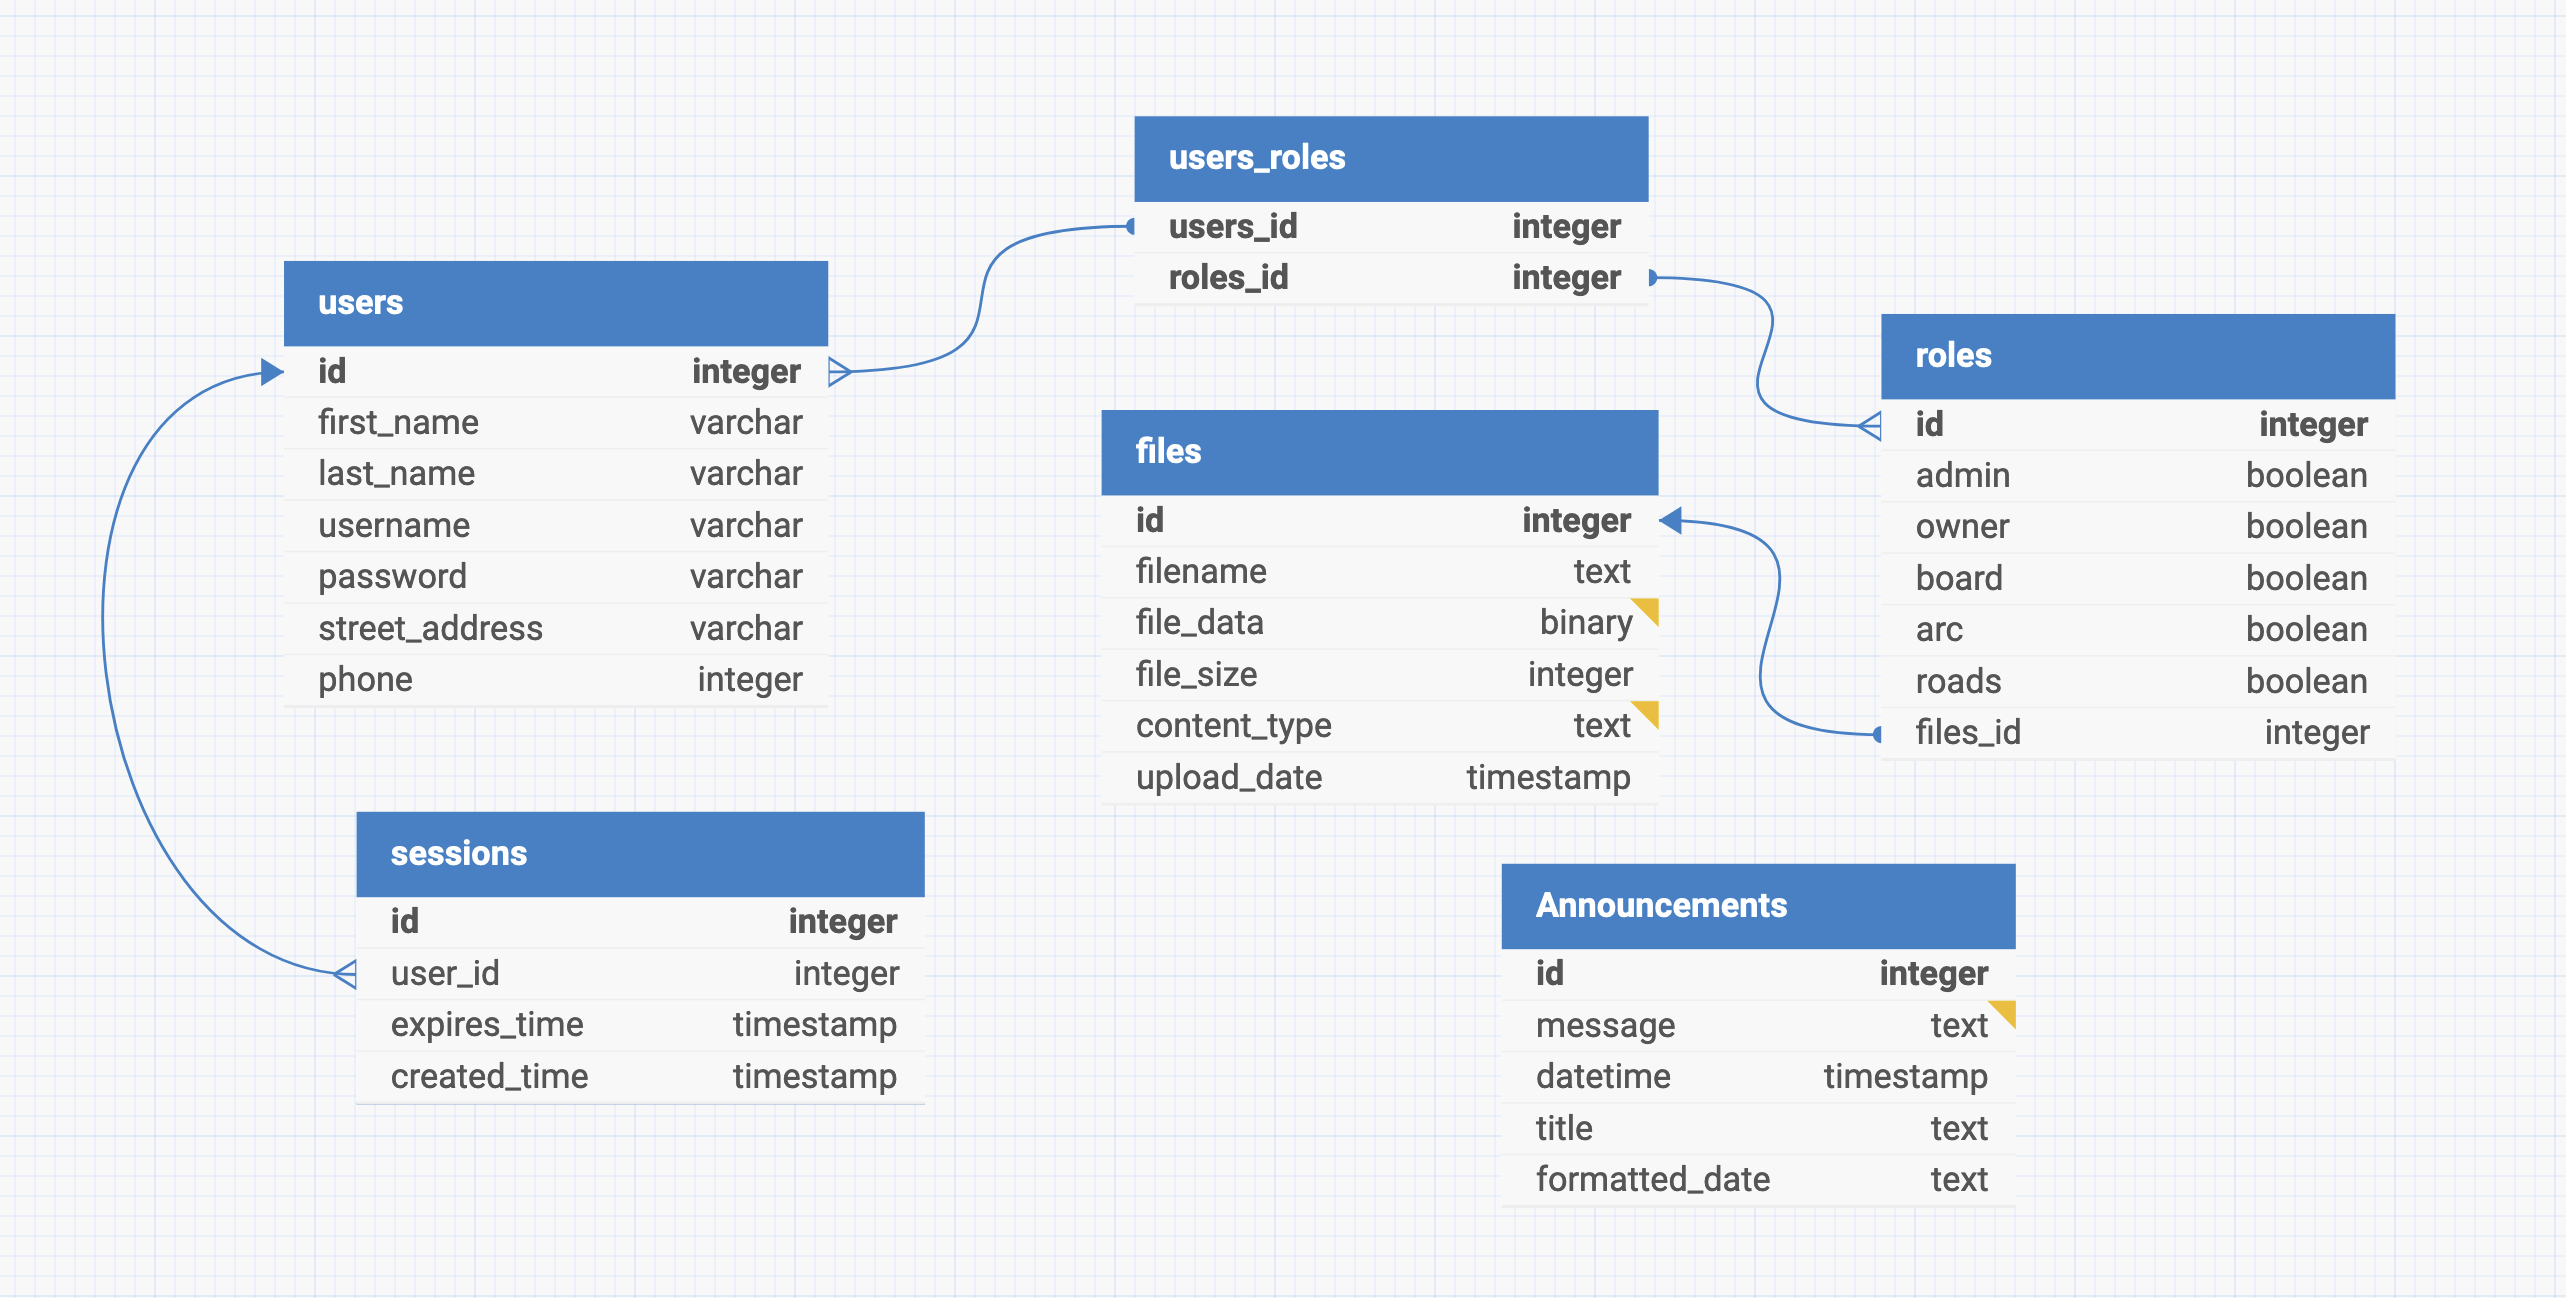 users
id integer
first_name varchar
last_name varchar
username varchar
password varchar
street_address varchar
phone integer
users_roles
users_id integer
roles_id integer
roles
id integer
admin boolean
owner boolean
board boolean
arc boolean
roads boolean
files_id integer
files
id integer
filename text
file_data binary
file_size integer
content_type text
upload_date timestamp
sessions
id integer
user_id integer
expires_time timestamp
created_time timestamp
Announcements
id integer
message text
datetime timestamp
title text
formatted_date text